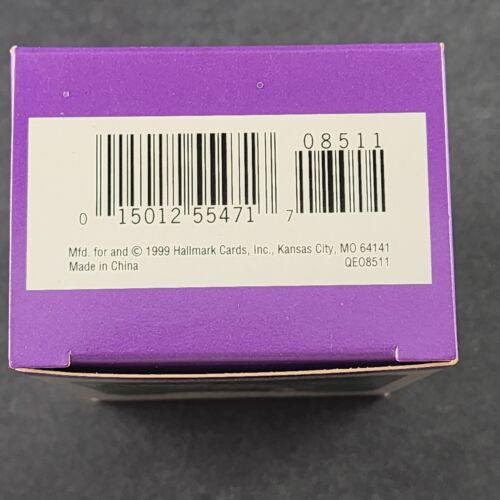 08511
0 15012 55471 7
Mfd. for and © 1999 Hallmark Cards, Inc., Kansas City, MO 64141
Made in China QEO8511